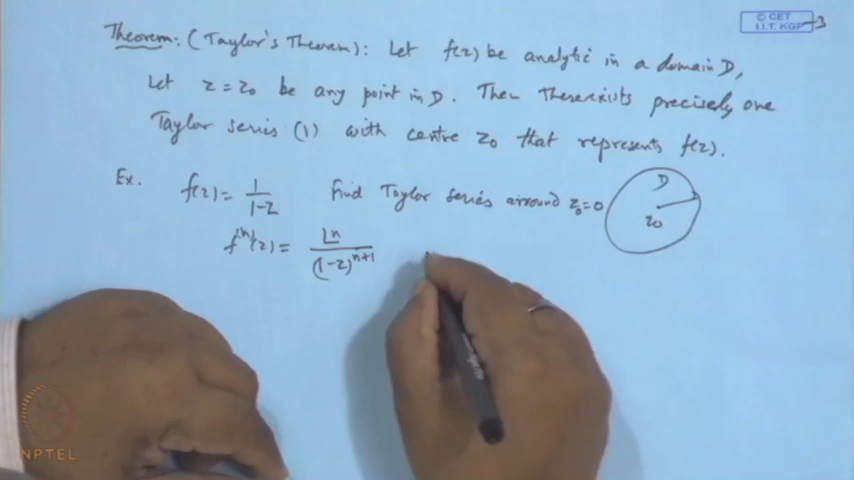 © CET
I.I.T. KGP
Theorem: (Taylor's Theorem): Let f(z) be analytic in a domain D,
Let z = z₀ be any point in D. Then there exists precisely one
Taylor series (1) with centre z₀ that represents f(z).
Ex. f(z) = 1/(1-z) Find Taylor series arround z₀=0
D
z₀
f⁽ⁿ⁾(z) = ⌊n / (1-z)ⁿ⁺¹
NPTEL